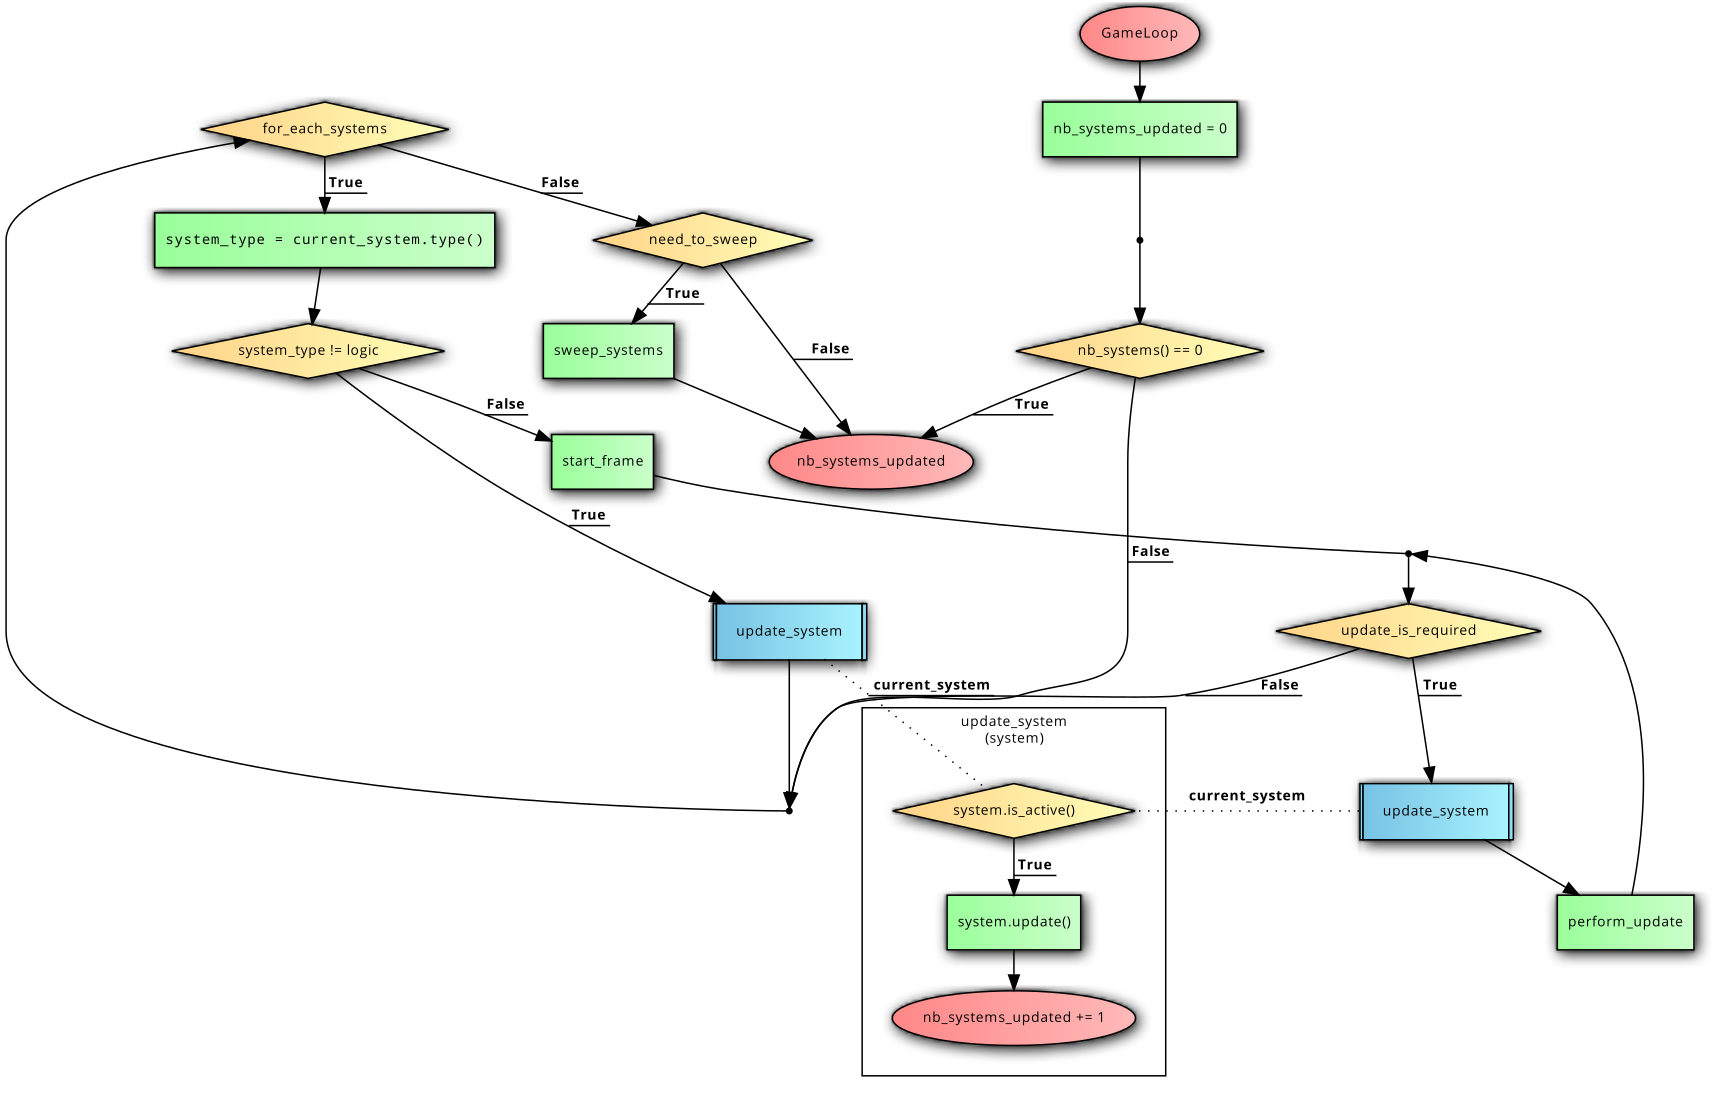 GameLoop
for_each_systems
nb_systems_updated = 0
True
False
system_type = current_system.type()
need_to_sweep
True
False
system_type != logic
sweep_systems
nb_systems() == 0
False
True
start_frame
nb_systems_updated
True
False
update_system
update_is_required
current_system
False
True
update_system
(system)
current_system
system.is_active()
update_system
True
system.update()
perform_update
nb_systems_updated += 1